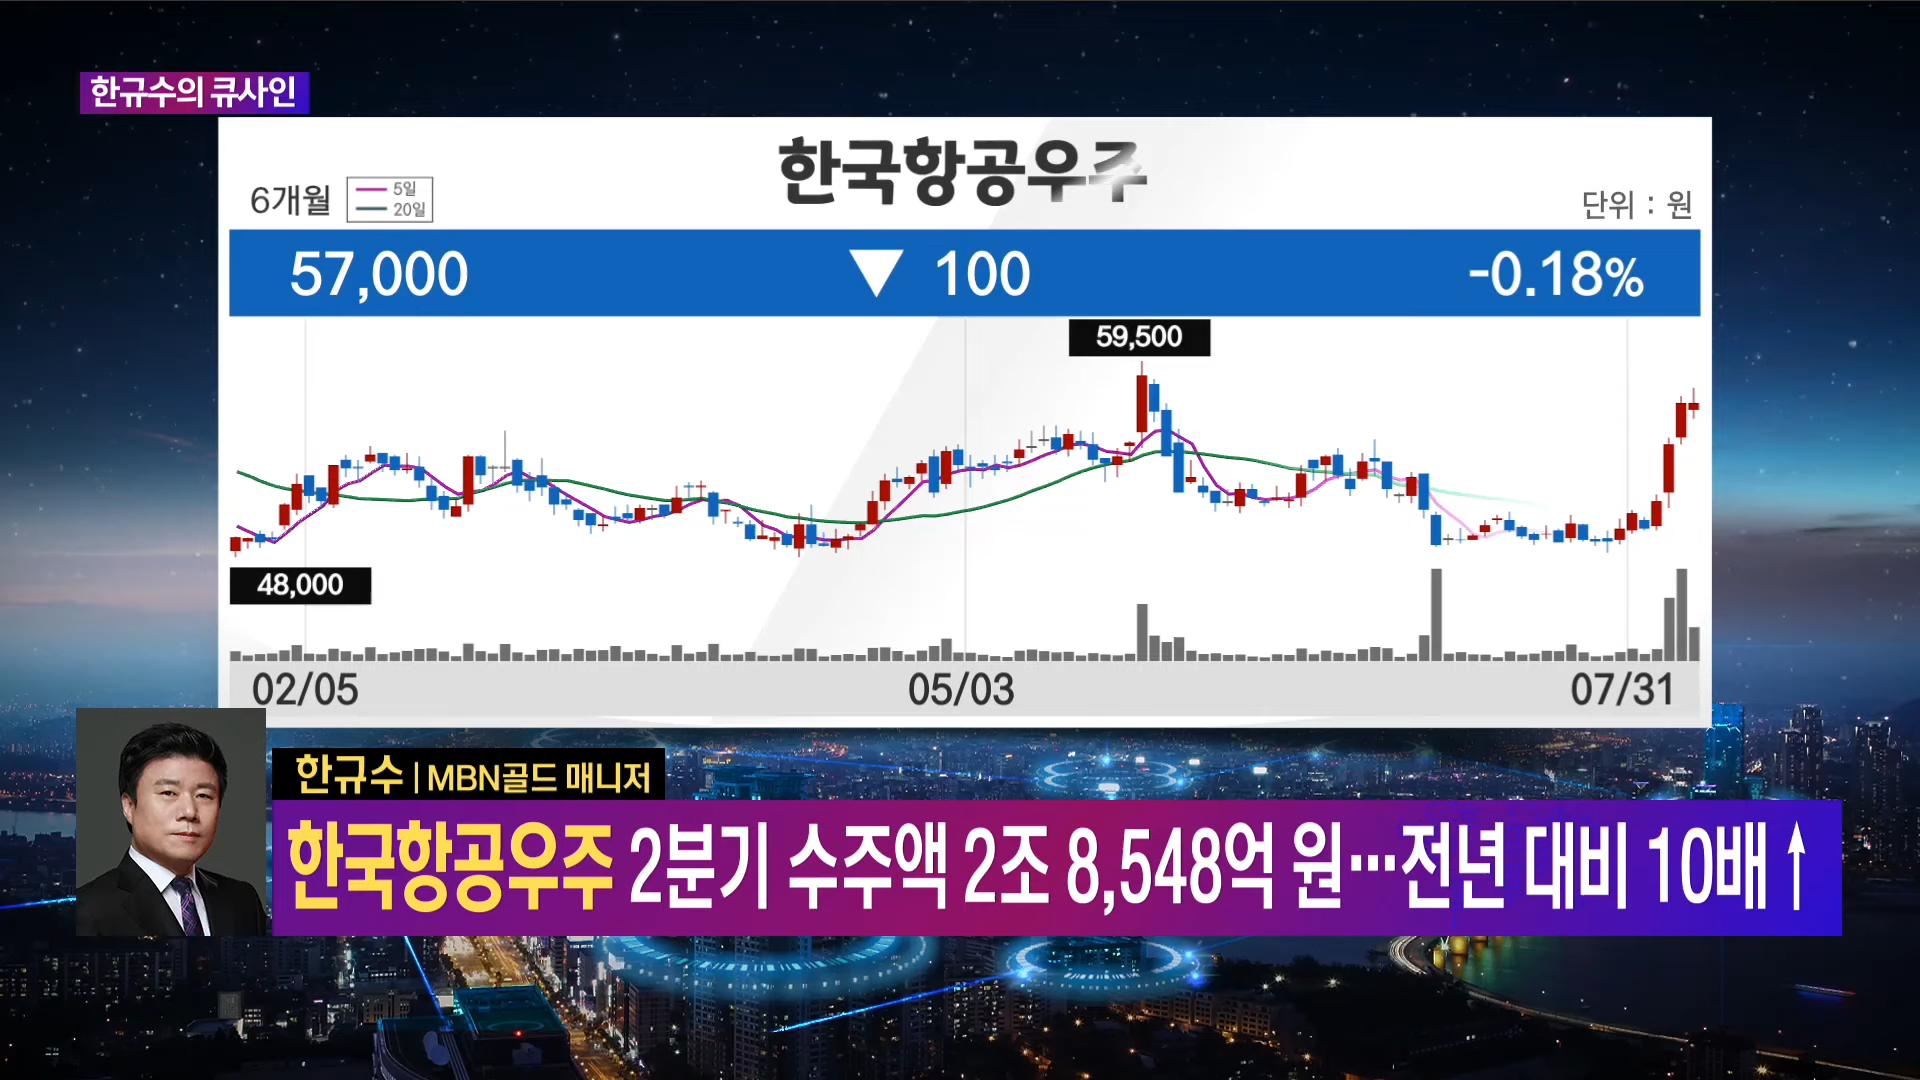 한규수의 큐사인
한국항공우주
6개월
5일
20일
단위 : 원
57,000 ▼ 100 -0.18%
59,500
48,000
02/05 05/03 07/31
한규수 | MBN골드 매니저
한국항공우주 2분기 수주액 2조 8,548억 원…전년 대비 10배↑